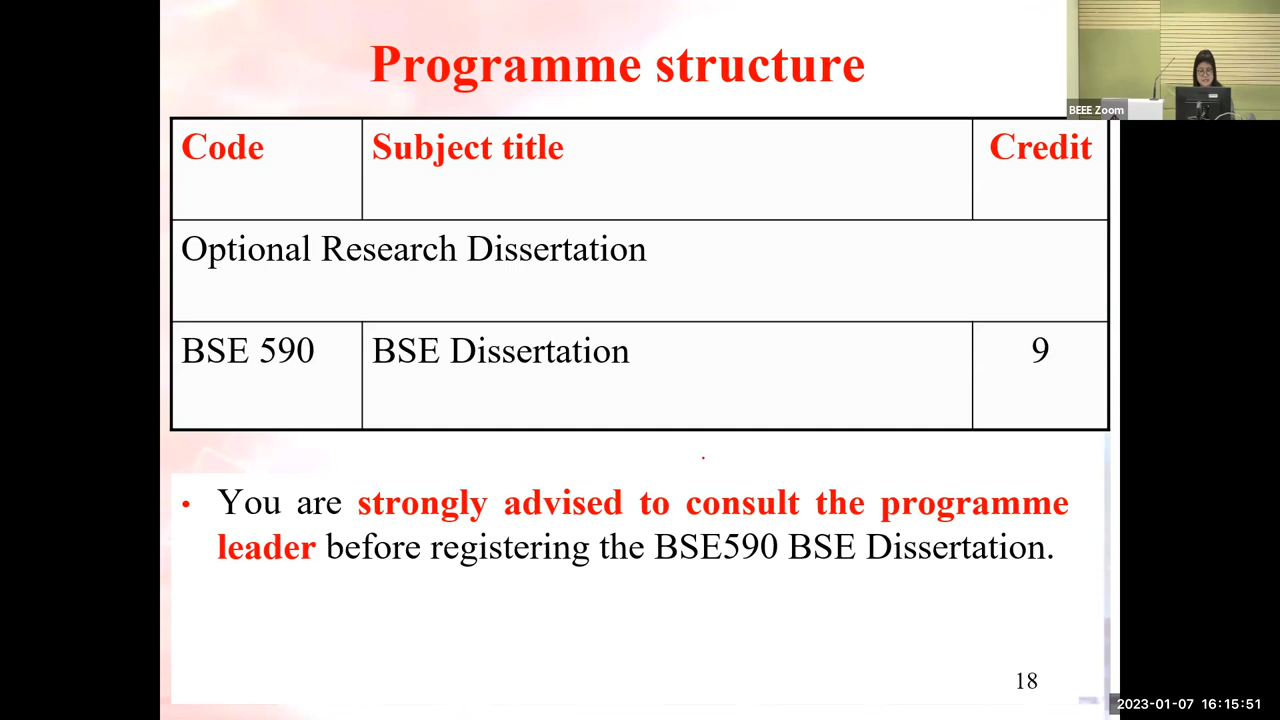 Programme structure
BEEE Zoom
Code Subject title Credit
Optional Research Dissertation
BSE 590 BSE Dissertation 9
• You are strongly advised to consult the programme
leader before registering the BSE590 BSE Dissertation.
18
2023-01-07 16:15:51